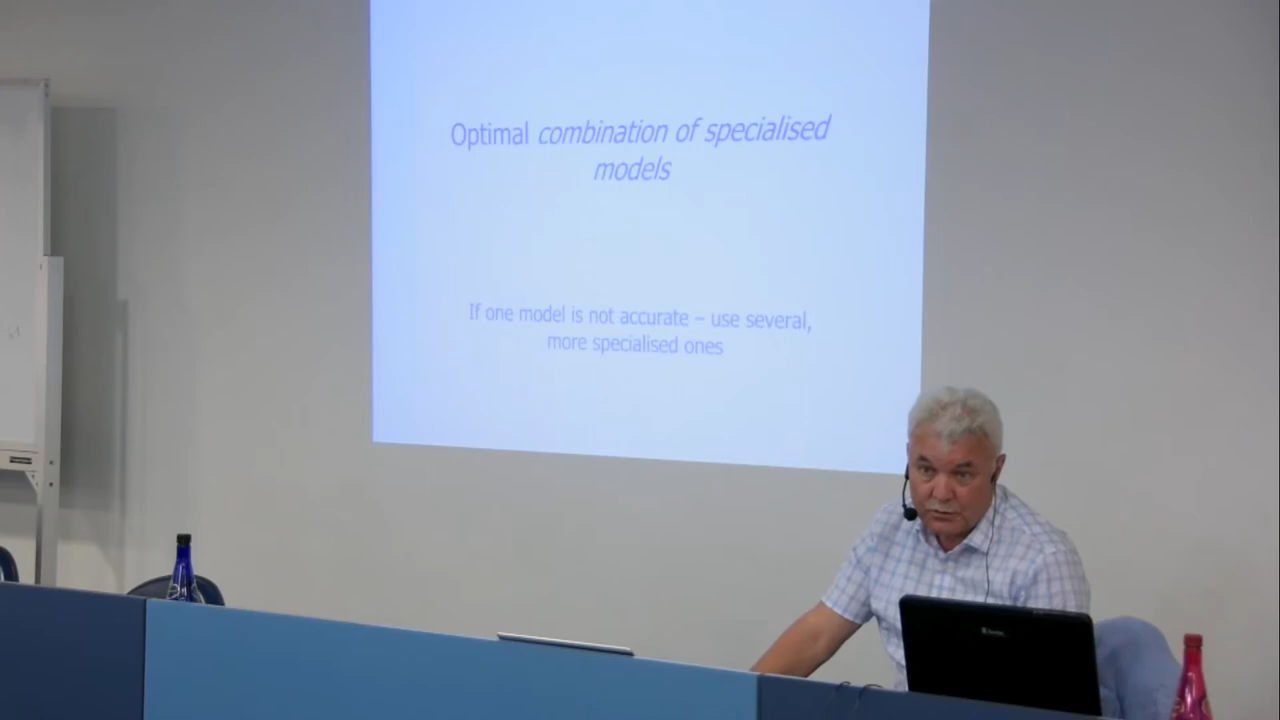 Optimal combination of specialised
models
If one model is not accurate – use several,
more specialised ones